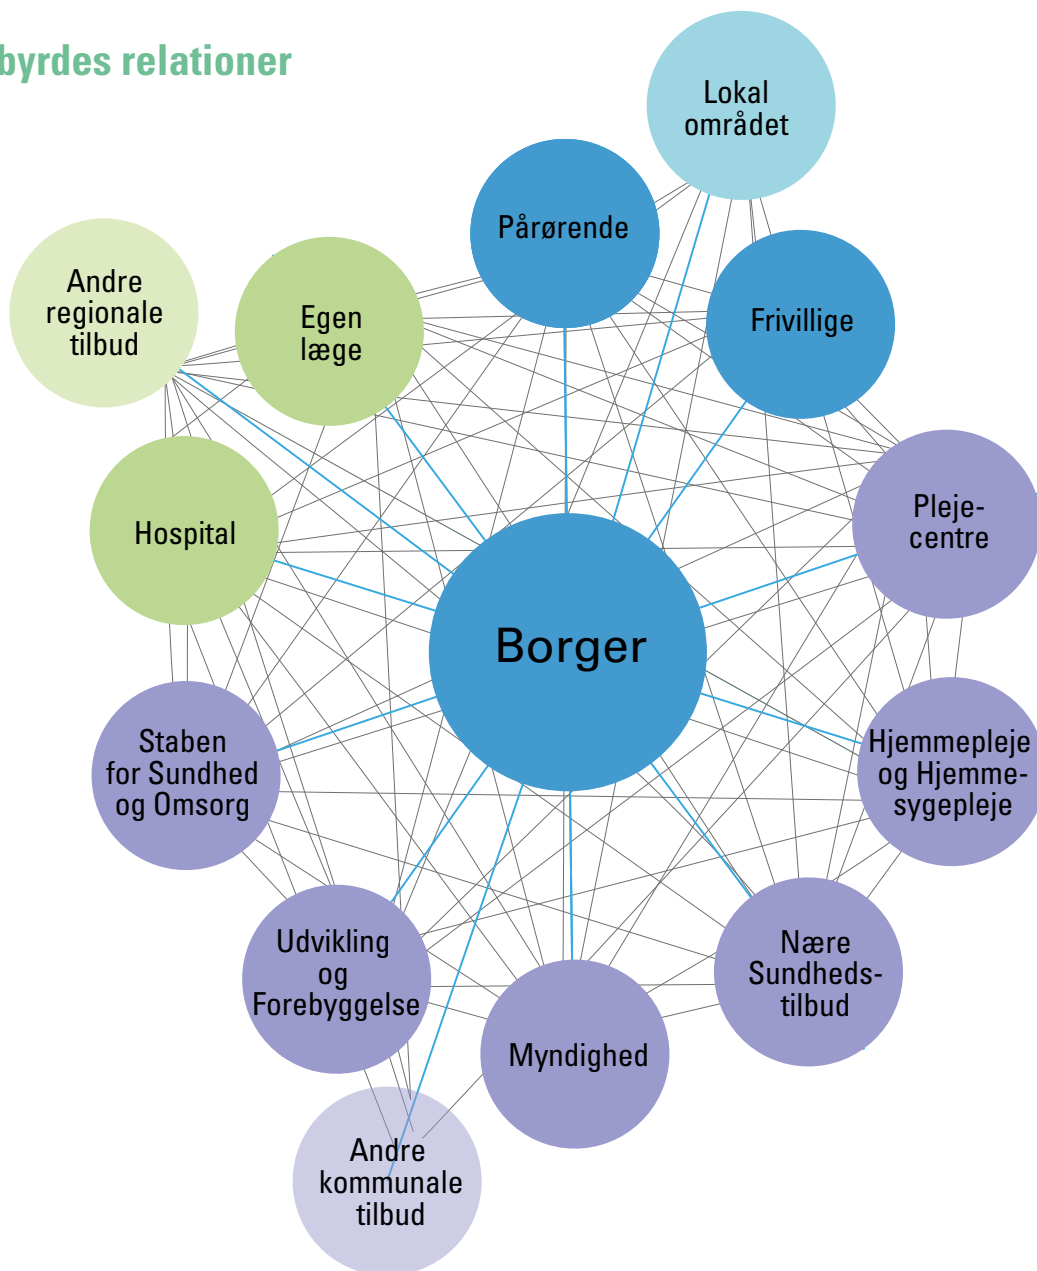 byrdes relationer
Lokal
området
Pårørende
Frivillige
Andre
regionale
tilbud
Egen
læge
Hospital
Pleje-
centre
Borger
Staben
for Sundhed
og Omsorg
Hjemmepleje
og Hjemme-
sygepleje
Udvikling
og
Forebyggelse
Nære
Sundheds-
tilbud
Myndighed
Andre
kommunale
tilbud